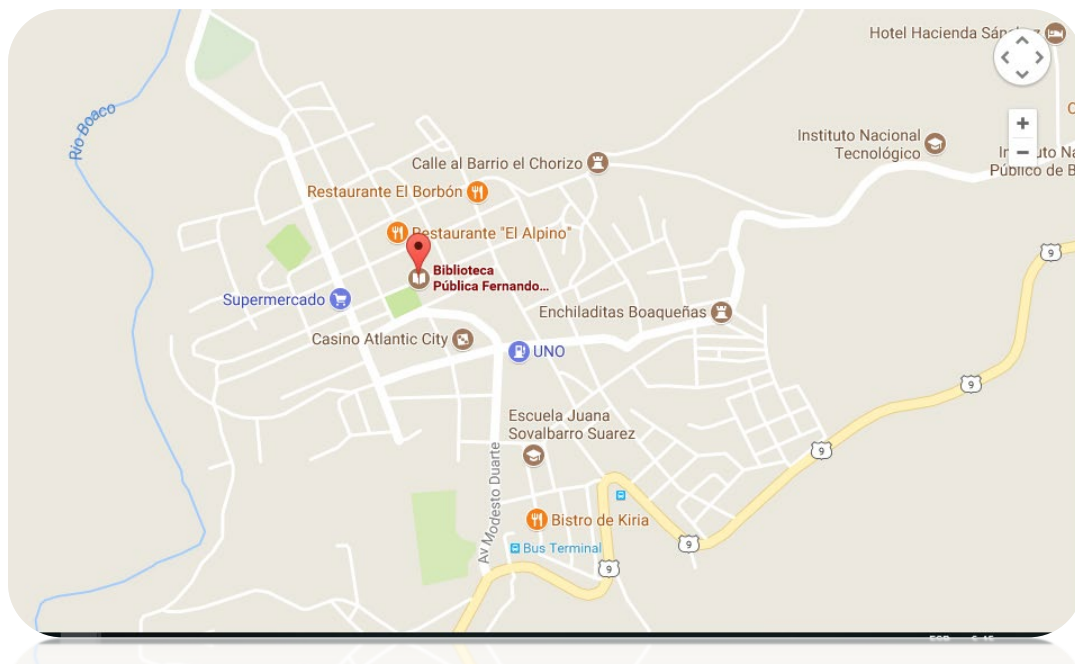 Hotel Hacienda
Rio Boaco
Instituto Nacional
Tecnológico
Público de B
Calle al Barrio el Chorizo
Restaurante El Borbón
Restaurante "El Alpino"
Biblioteca
Pública Fernando...
Supermercado
Enchiladitas Boaqueñas
Casino Atlantic City
UNO
9
9
9
Escuela Juana
Sovalbarro Suarez
Av Modesto Duarte
Bistro de Kiria
Bus Terminal
9
9